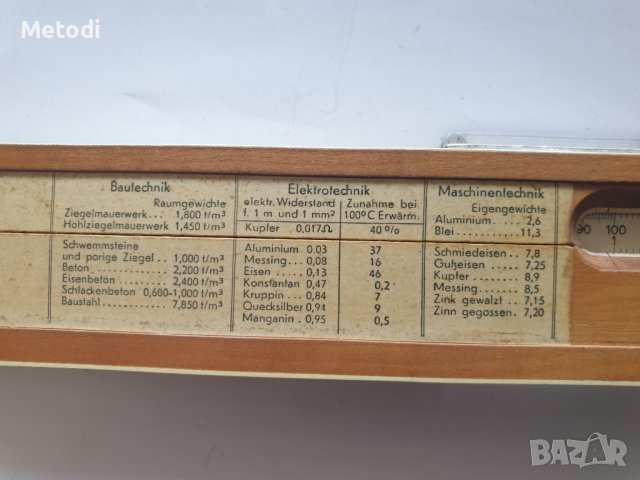 Metodi
Bautechnik
Raumgewichte
Ziegelmauerwerk... 1,800 t/m³
Hohlziegelmauerwerk 1,450 t/m³
Schwemmsteine
und porige Ziegel.. 1,000 t/m³
Beton ............ 2,200 t/m³
Eisenbeton ....... 2,400 t/m³
Schlackenbeton 0,600-1,000 t/m³
Baustahl ......... 7,850 t/m³
Elektrotechnik
elektr. Widerstand Zunahme bei
f. 1 m und 1 mm² 100°C Erwärm.
Kupfer 0,017Ω 40%
Aluminium 0,03 37
Messing 0,08 16
Eisen 0,13 46
Konstantan 0,47 0,2
Kruppin 0,84 7
Quecksilber 0,94 9
Manganin 0,95 0,5
Maschinentechnik
Eigengewichte
Aluminium........ 2,6
Blei............. 11,3
Schmiedeisen.. 7,8
Gußeisen...... 7,25
Kupfer........ 8,9
Messing....... 8,5
Zink gewalzt.. 7,15
Zinn gegossen. 7,20
90 100
1
BAZAR